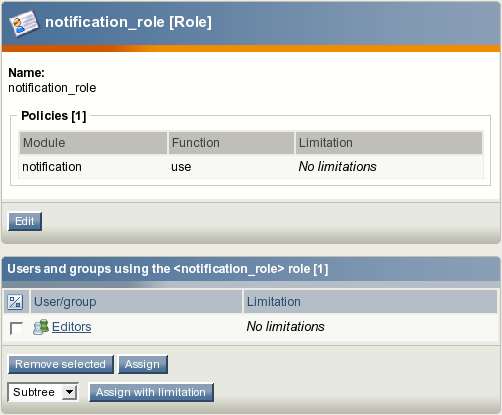 notification_role [Role]
Name:
notification_role
Policies [1]
Module Function Limitation
notification use No limitations
Edit
Users and groups using the <notification_role> role [1]
User/group Limitation
Editors No limitations
Remove selected Assign
Subtree Assign with limitation